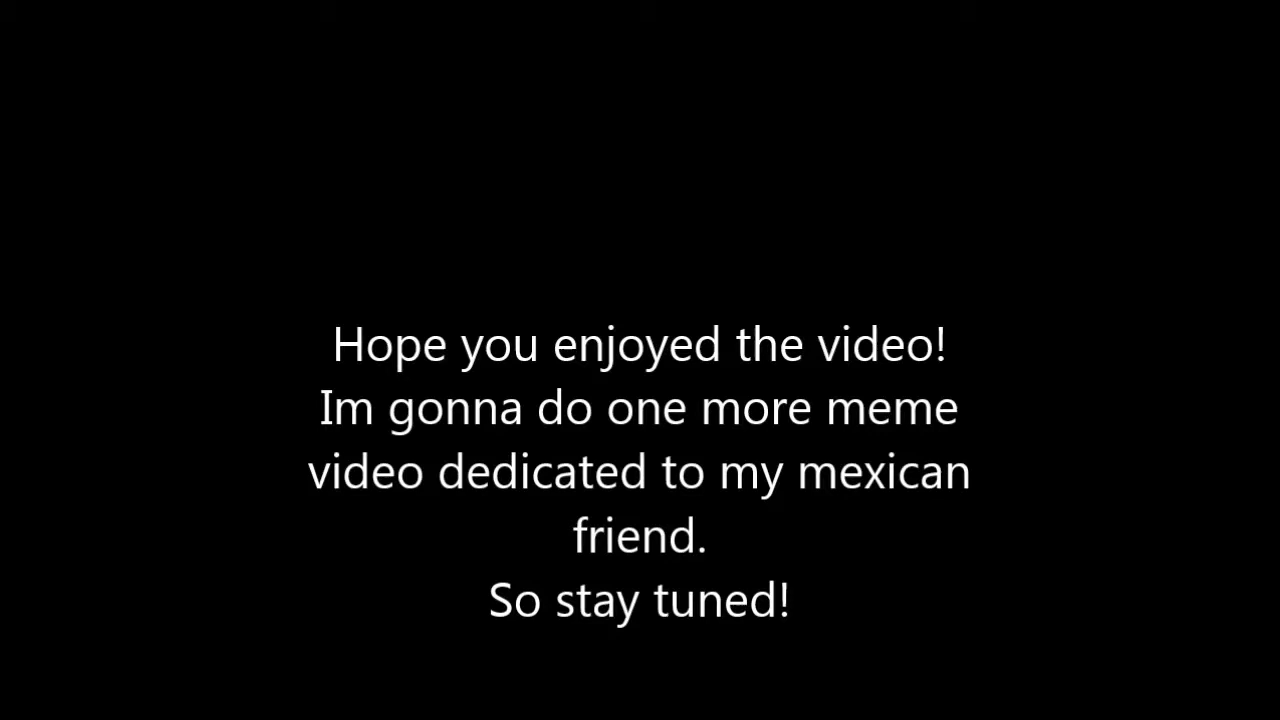 Hope you enjoyed the video!
Im gonna do one more meme
video dedicated to my mexican
friend.
So stay tuned!